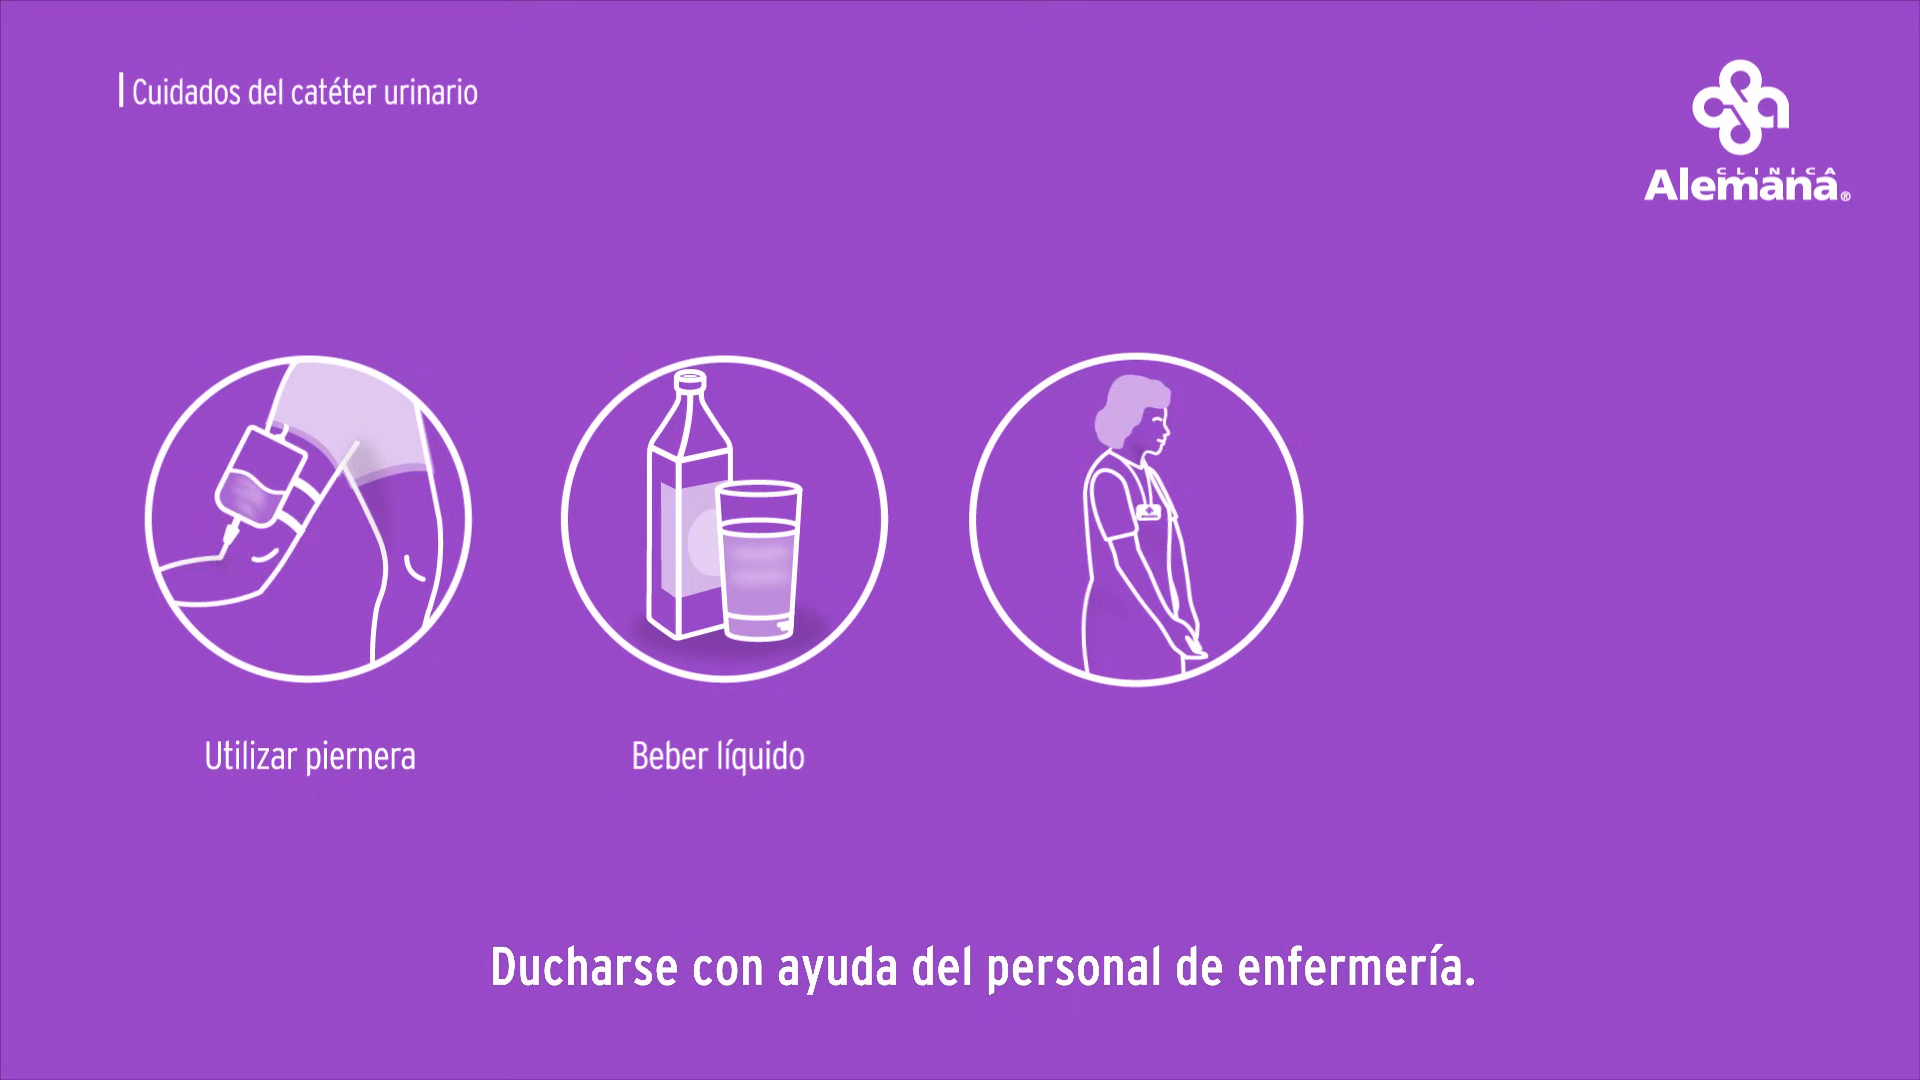 Cuidados del catéter urinario
CLINICA
Alemana®
Utilizar piernera
Beber líquido
Ducharse con ayuda del personal de enfermería.